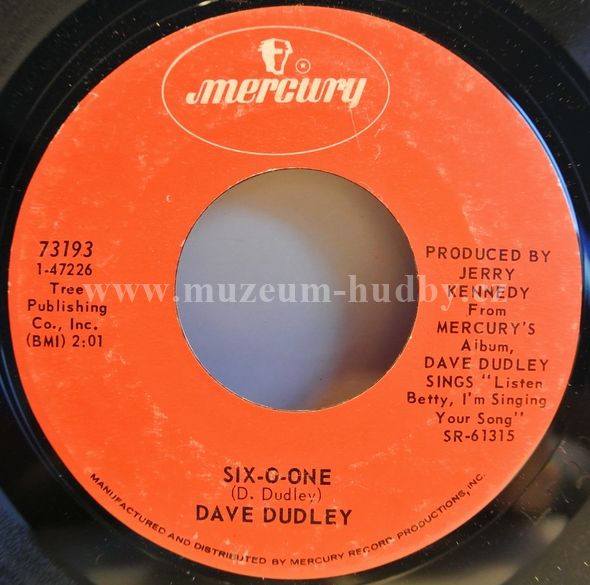 mercury
73193
1-47226
Tree
Publishing
Co., Inc.
(BMI) 2:01
PRODUCED BY
JERRY
KENNEDY
From
MERCURY'S
Album,
DAVE DUDLEY
SINGS "Listen
Betty, I'm Singing
Your Song"
SR-61315
www.muzeum-hudby.cz
SIX-O-ONE
(D. Dudley)
DAVE DUDLEY
MANUFACTURED AND DISTRIBUTED BY MERCURY RECORD PRODUCTIONS, INC.